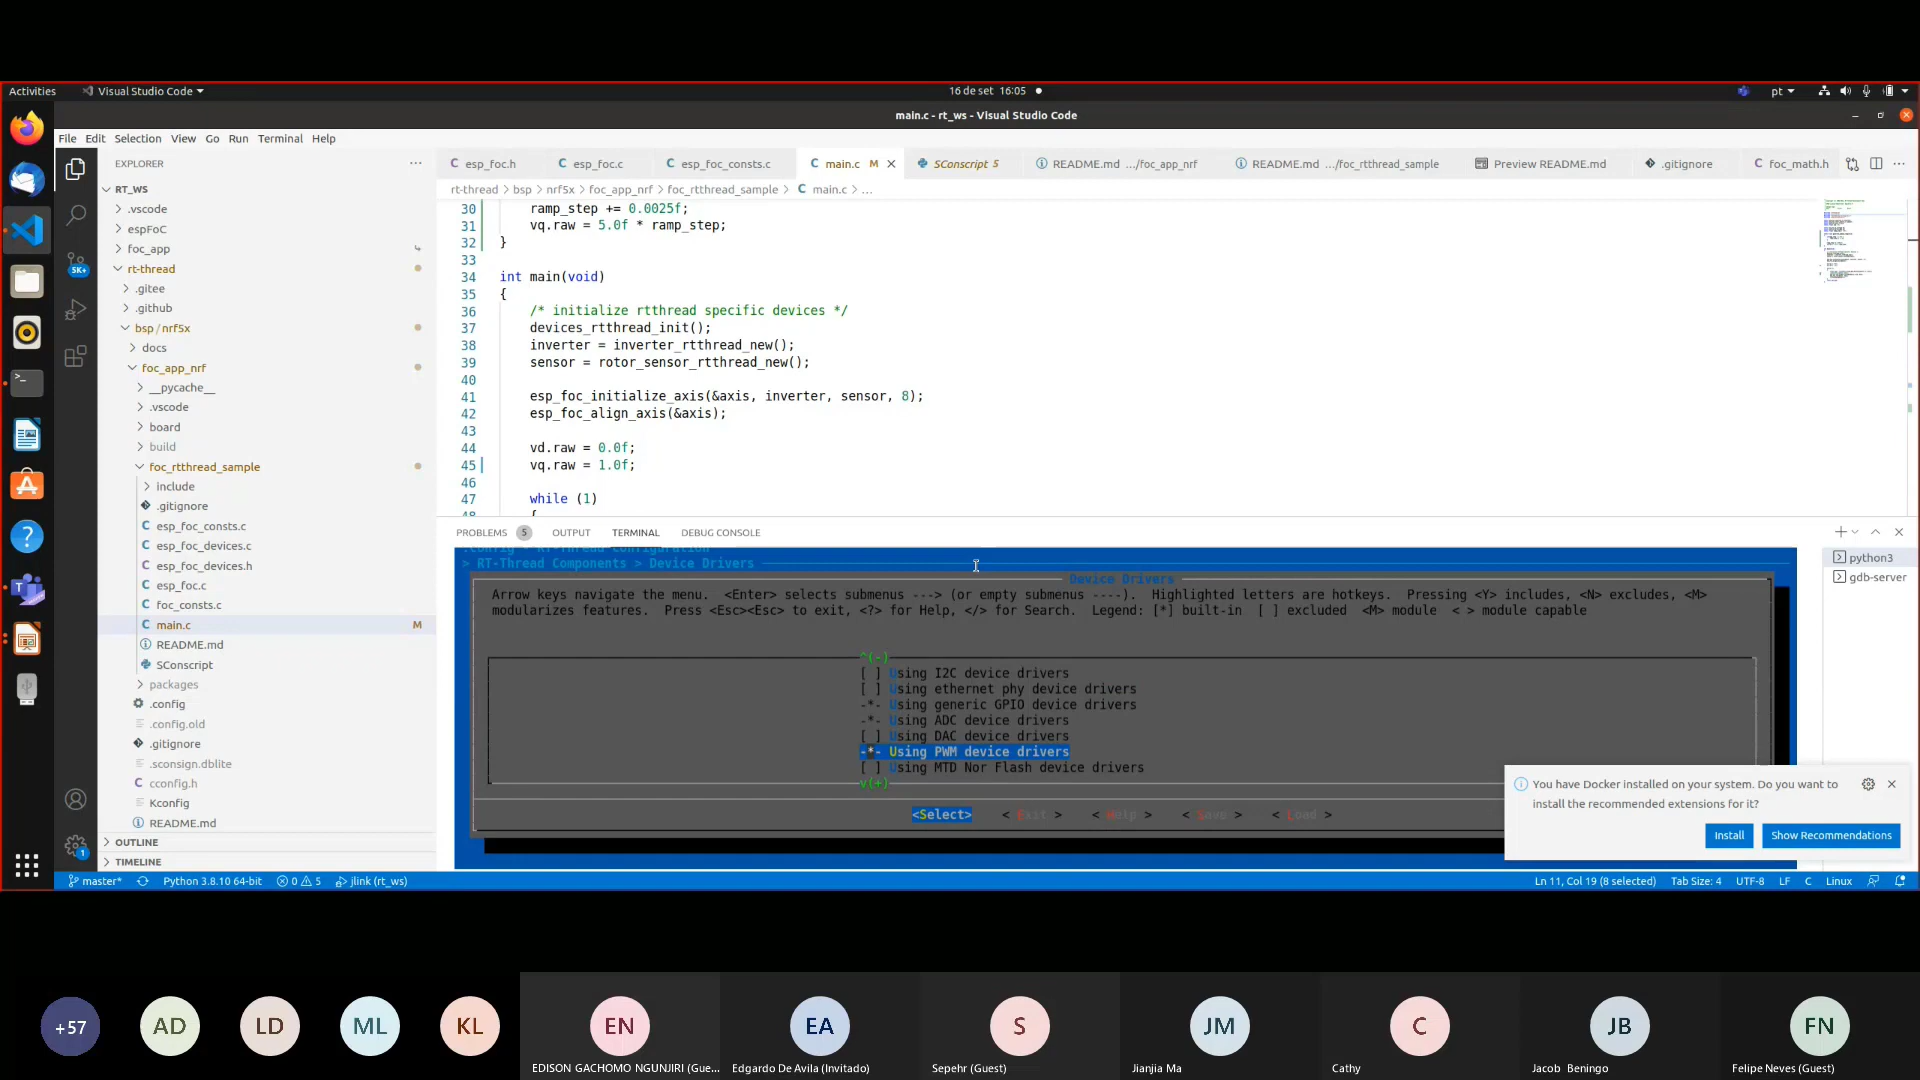 Activities
Visual Studio Code
16 de set 16:05
pt
main.c - rt_ws - Visual Studio Code
File Edit Selection View Go Run Terminal Help
EXPLORER
RT_WS
.vscode
espFoC
foc_app
rt-thread
.gitee
.github
bsp / nrf5x
docs
foc_app_nrf
__pycache__
.vscode
board
build
foc_rtthread_sample
include
.gitignore
esp_foc_consts.c
esp_foc_devices.c
esp_foc_devices.h
esp_foc.c
foc_consts.c
main.c M
README.md
SConscript
packages
.config
.config.old
.gitignore
.sconsign.dblite
cconfig.h
Kconfig
README.md
OUTLINE
TIMELINE
5K+
1
esp_foc.h
esp_foc.c
esp_foc_consts.c
main.c M
SConscript 5
README.md .../foc_app_nrf
README.md .../foc_rtthread_sample
Preview README.md
.gitignore
foc_math.h
rt-thread > bsp > nrf5x > foc_app_nrf > foc_rtthread_sample > main.c > ...
30 ramp_step += 0.0025f;
31 vq.raw = 5.0f * ramp_step;
32 }
33
34 int main(void)
35 {
36 /* initialize rtthread specific devices */
37 devices_rtthread_init();
38 inverter = inverter_rtthread_new();
39 sensor = rotor_sensor_rtthread_new();
40
41 esp_foc_initialize_axis(&axis, inverter, sensor, 8);
42 esp_foc_align_axis(&axis);
43
44 vd.raw = 0.0f;
45 vq.raw = 1.0f;
46
47 while (1)
48 {
PROBLEMS 5 OUTPUT TERMINAL DEBUG CONSOLE
.config - RT-Thread Configuration
> RT-Thread Components > Device Drivers
Device Drivers
Arrow keys navigate the menu. <Enter> selects submenus ---> (or empty submenus ----). Highlighted letters are hotkeys. Pressing <Y> includes, <N> excludes, <M>
modularizes features. Press <Esc><Esc> to exit, <?> for Help, </> for Search. Legend: [*] built-in [ ] excluded <M> module < > module capable
^(-)
[ ] Using I2C device drivers
[ ] Using ethernet phy device drivers
-*- Using generic GPIO device drivers
-*- Using ADC device drivers
[ ] Using DAC device drivers
-*- Using PWM device drivers
[ ] Using MTD Nor Flash device drivers
v(+)
<Select> < Exit > < Help > < Save > < Load >
python3
gdb-server
You have Docker installed on your system. Do you want to
install the recommended extensions for it?
Install
Show Recommendations
master* Python 3.8.10 64-bit 0 5 jlink (rt_ws)
Ln 11, Col 19 (8 selected) Tab Size: 4 UTF-8 LF C Linux
+57
AD
LD
ML
KL
EN
EA
S
JM
C
JB
FN
EDISON GACHOMO NGUNJIRI (Gue...
Edgardo De Avila (Invitado)
Sepehr (Guest)
Jianjia Ma
Cathy
Jacob Beningo
Felipe Neves (Guest)